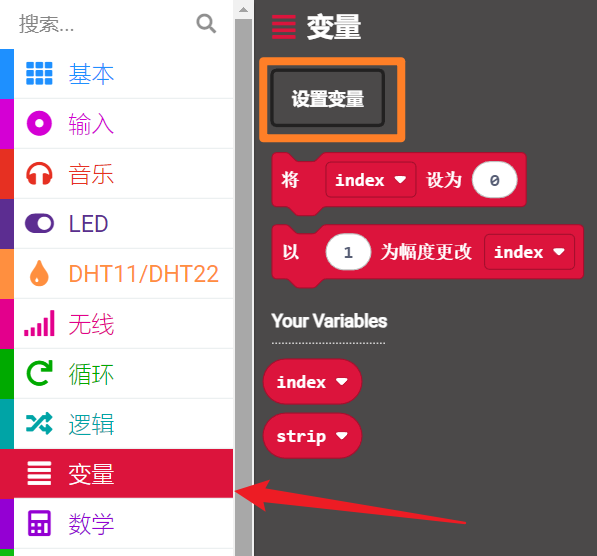 搜索...
基本
输入
音乐
LED
DHT11/DHT22
无线
循环
逻辑
变量
数学
变量
设置变量
将 index 设为 0
以 1 为幅度更改 index
Your Variables
index
strip